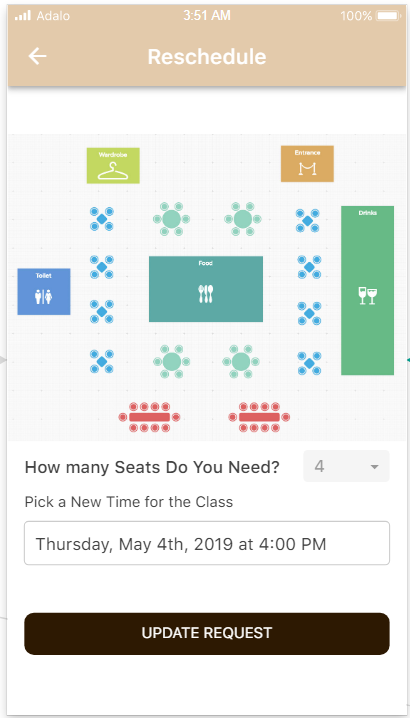 Adalo 3:51 AM 100%
Reschedule
Wardrobe Entrance
Drinks
Food
Toilet
How many Seats Do You Need? 4
Pick a New Time for the Class
Thursday, May 4th, 2019 at 4:00 PM
UPDATE REQUEST